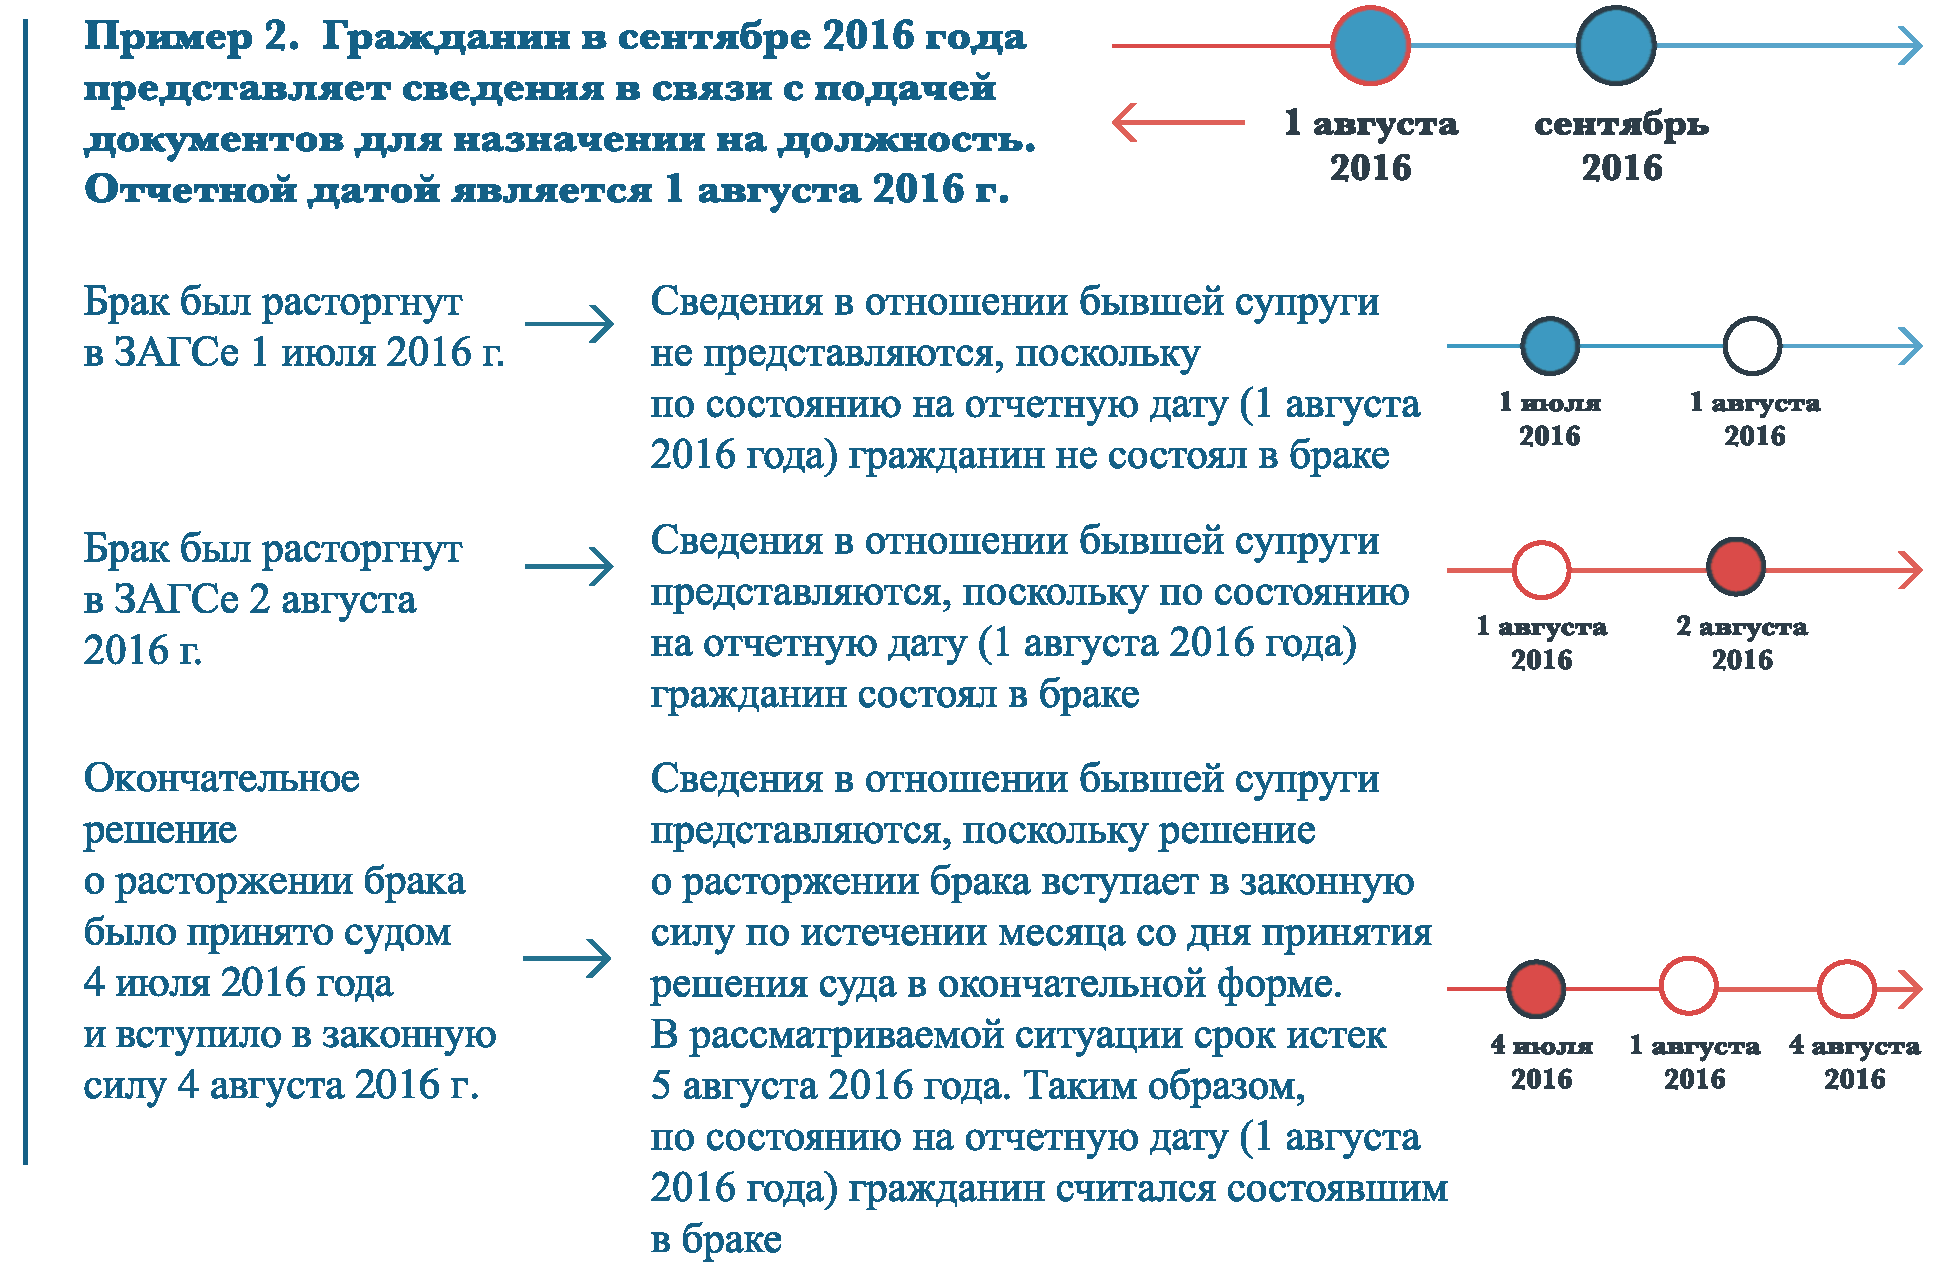 Пример 2.  Гражданин в сентябре 2016 года
представляет сведения в связи с подачей
документов для назначении на должность.
Отчетной датой является 1 августа 2016 г.
1 августа
2016
сентябрь
2016
Брак был расторгнут
в ЗАГСе 1 июля 2016 г.
Сведения в отношении бывшей супруги
не представляются, поскольку
по состоянию на отчетную дату (1 августа
2016 года) гражданин не состоял в браке
1 июля
2016
1 августа
2016
Брак был расторгнут
в ЗАГСе 2 августа
2016 г.
Сведения в отношении бывшей супруги
представляются, поскольку по состоянию
на отчетную дату (1 августа 2016 года)
гражданин состоял в браке
1 августа
2016
2 августа
2016
Окончательное
решение
о расторжении брака
было принято судом
4 июля 2016 года
и вступило в законную
силу 4 августа 2016 г.
Сведения в отношении бывшей супруги
представляются, поскольку решение
о расторжении брака вступает в законную
силу по истечении месяца со дня принятия
решения суда в окончательной форме.
В рассматриваемой ситуации срок истек
5 августа 2016 года. Таким образом,
по состоянию на отчетную дату (1 августа
2016 года) гражданин считался состоявшим
в браке
4 июля
2016
1 августа
2016
4 августа
2016